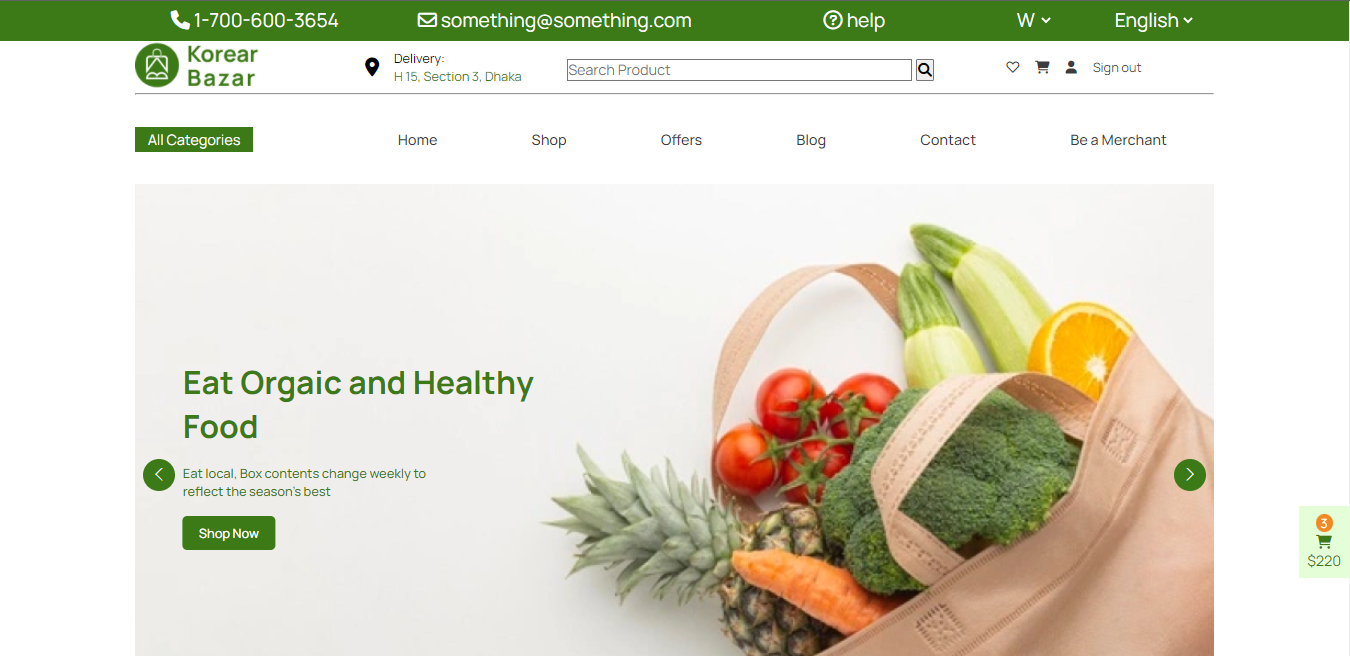 1-700-600-3654
something@something.com
help
W
English
Korear
Bazar
Delivery:
H 15, Section 3, Dhaka
Search Product
Sign out
All Categories
Home
Shop
Offers
Blog
Contact
Be a Merchant
Eat Orgaic and Healthy
Food
Eat local, Box contents change weekly to
reflect the season's best
Shop Now
3
$220